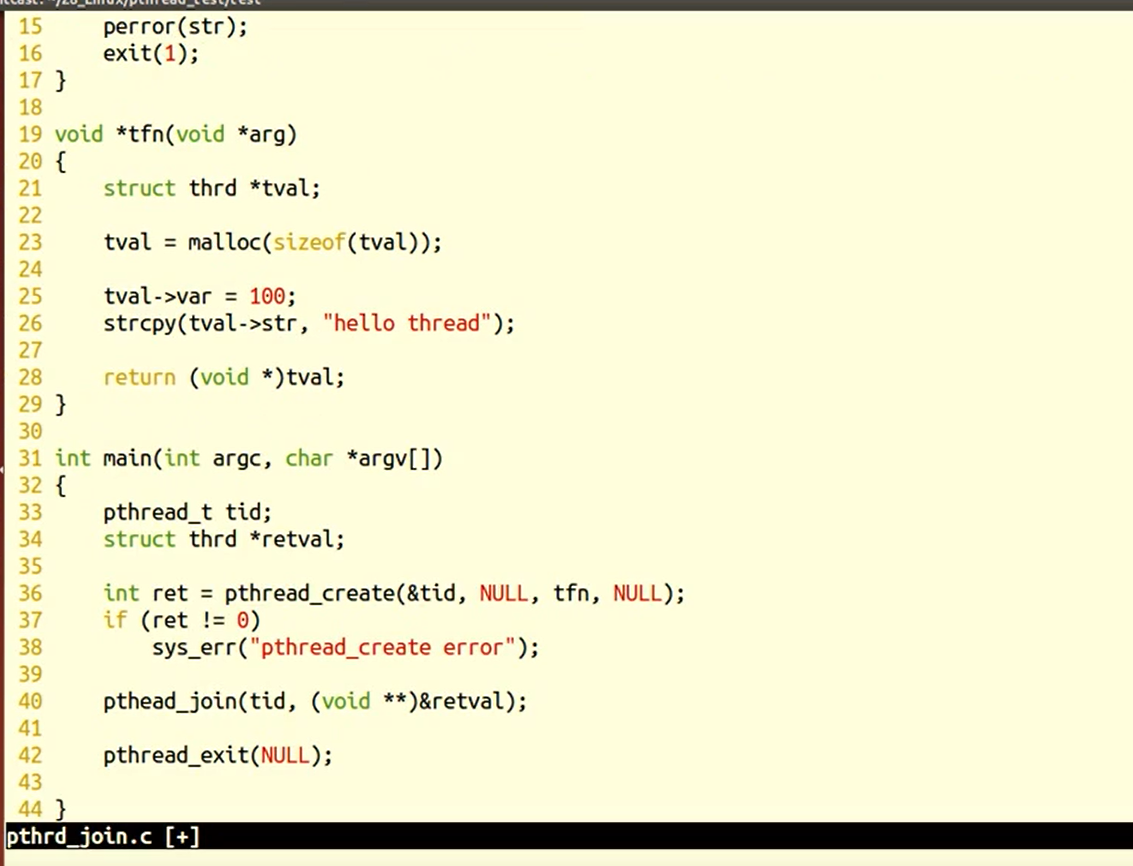 15     perror(str);
16     exit(1);
17 }
18
19 void *tfn(void *arg)
20 {
21     struct thrd *tval;
22
23     tval = malloc(sizeof(tval));
24
25     tval->var = 100;
26     strcpy(tval->str, "hello thread");
27
28     return (void *)tval;
29 }
30
31 int main(int argc, char *argv[])
32 {
33     pthread_t tid;
34     struct thrd *retval;
35
36     int ret = pthread_create(&tid, NULL, tfn, NULL);
37     if (ret != 0)
38         sys_err("pthread_create error");
39
40     pthead_join(tid, (void **)&retval);
41
42     pthread_exit(NULL);
43
44 }
pthrd_join.c [+]